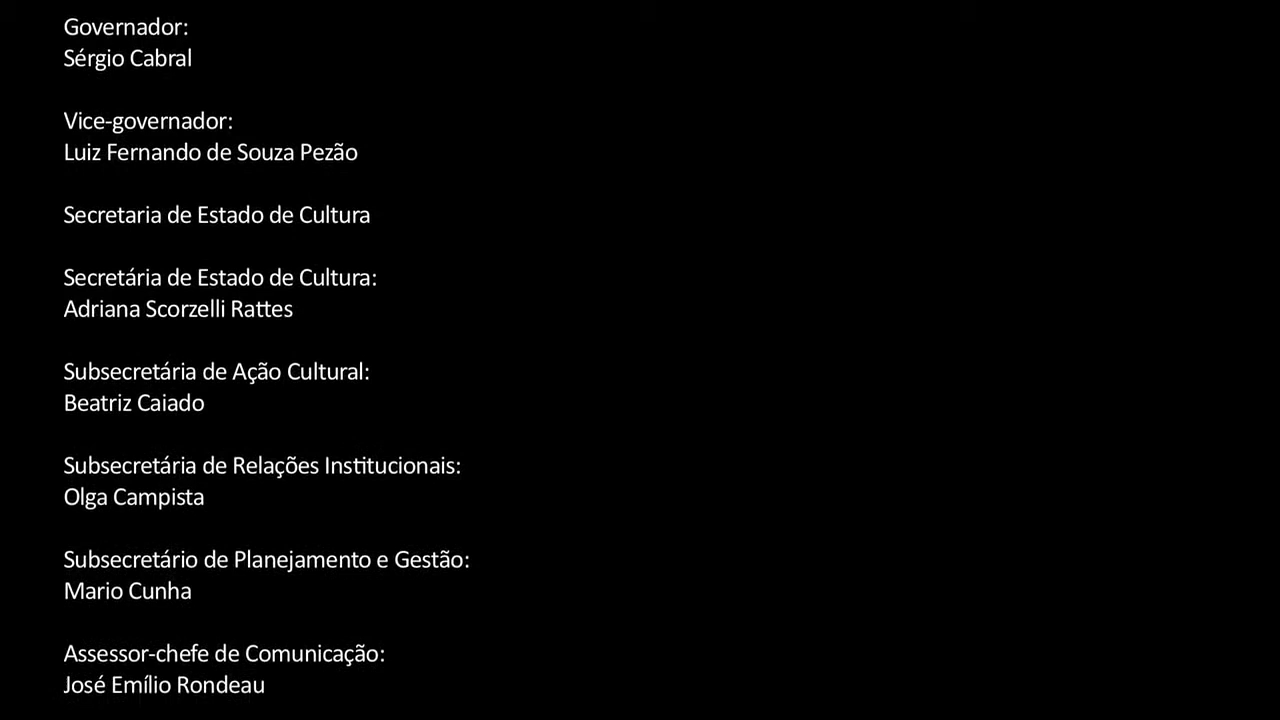 Governador:
Sérgio Cabral
Vice-governador:
Luiz Fernando de Souza Pezão
Secretaria de Estado de Cultura
Secretária de Estado de Cultura:
Adriana Scorzelli Rattes
Subsecretária de Ação Cultural:
Beatriz Caiado
Subsecretária de Relações Institucionais:
Olga Campista
Subsecretário de Planejamento e Gestão:
Mario Cunha
Assessor-chefe de Comunicação:
José Emílio Rondeau